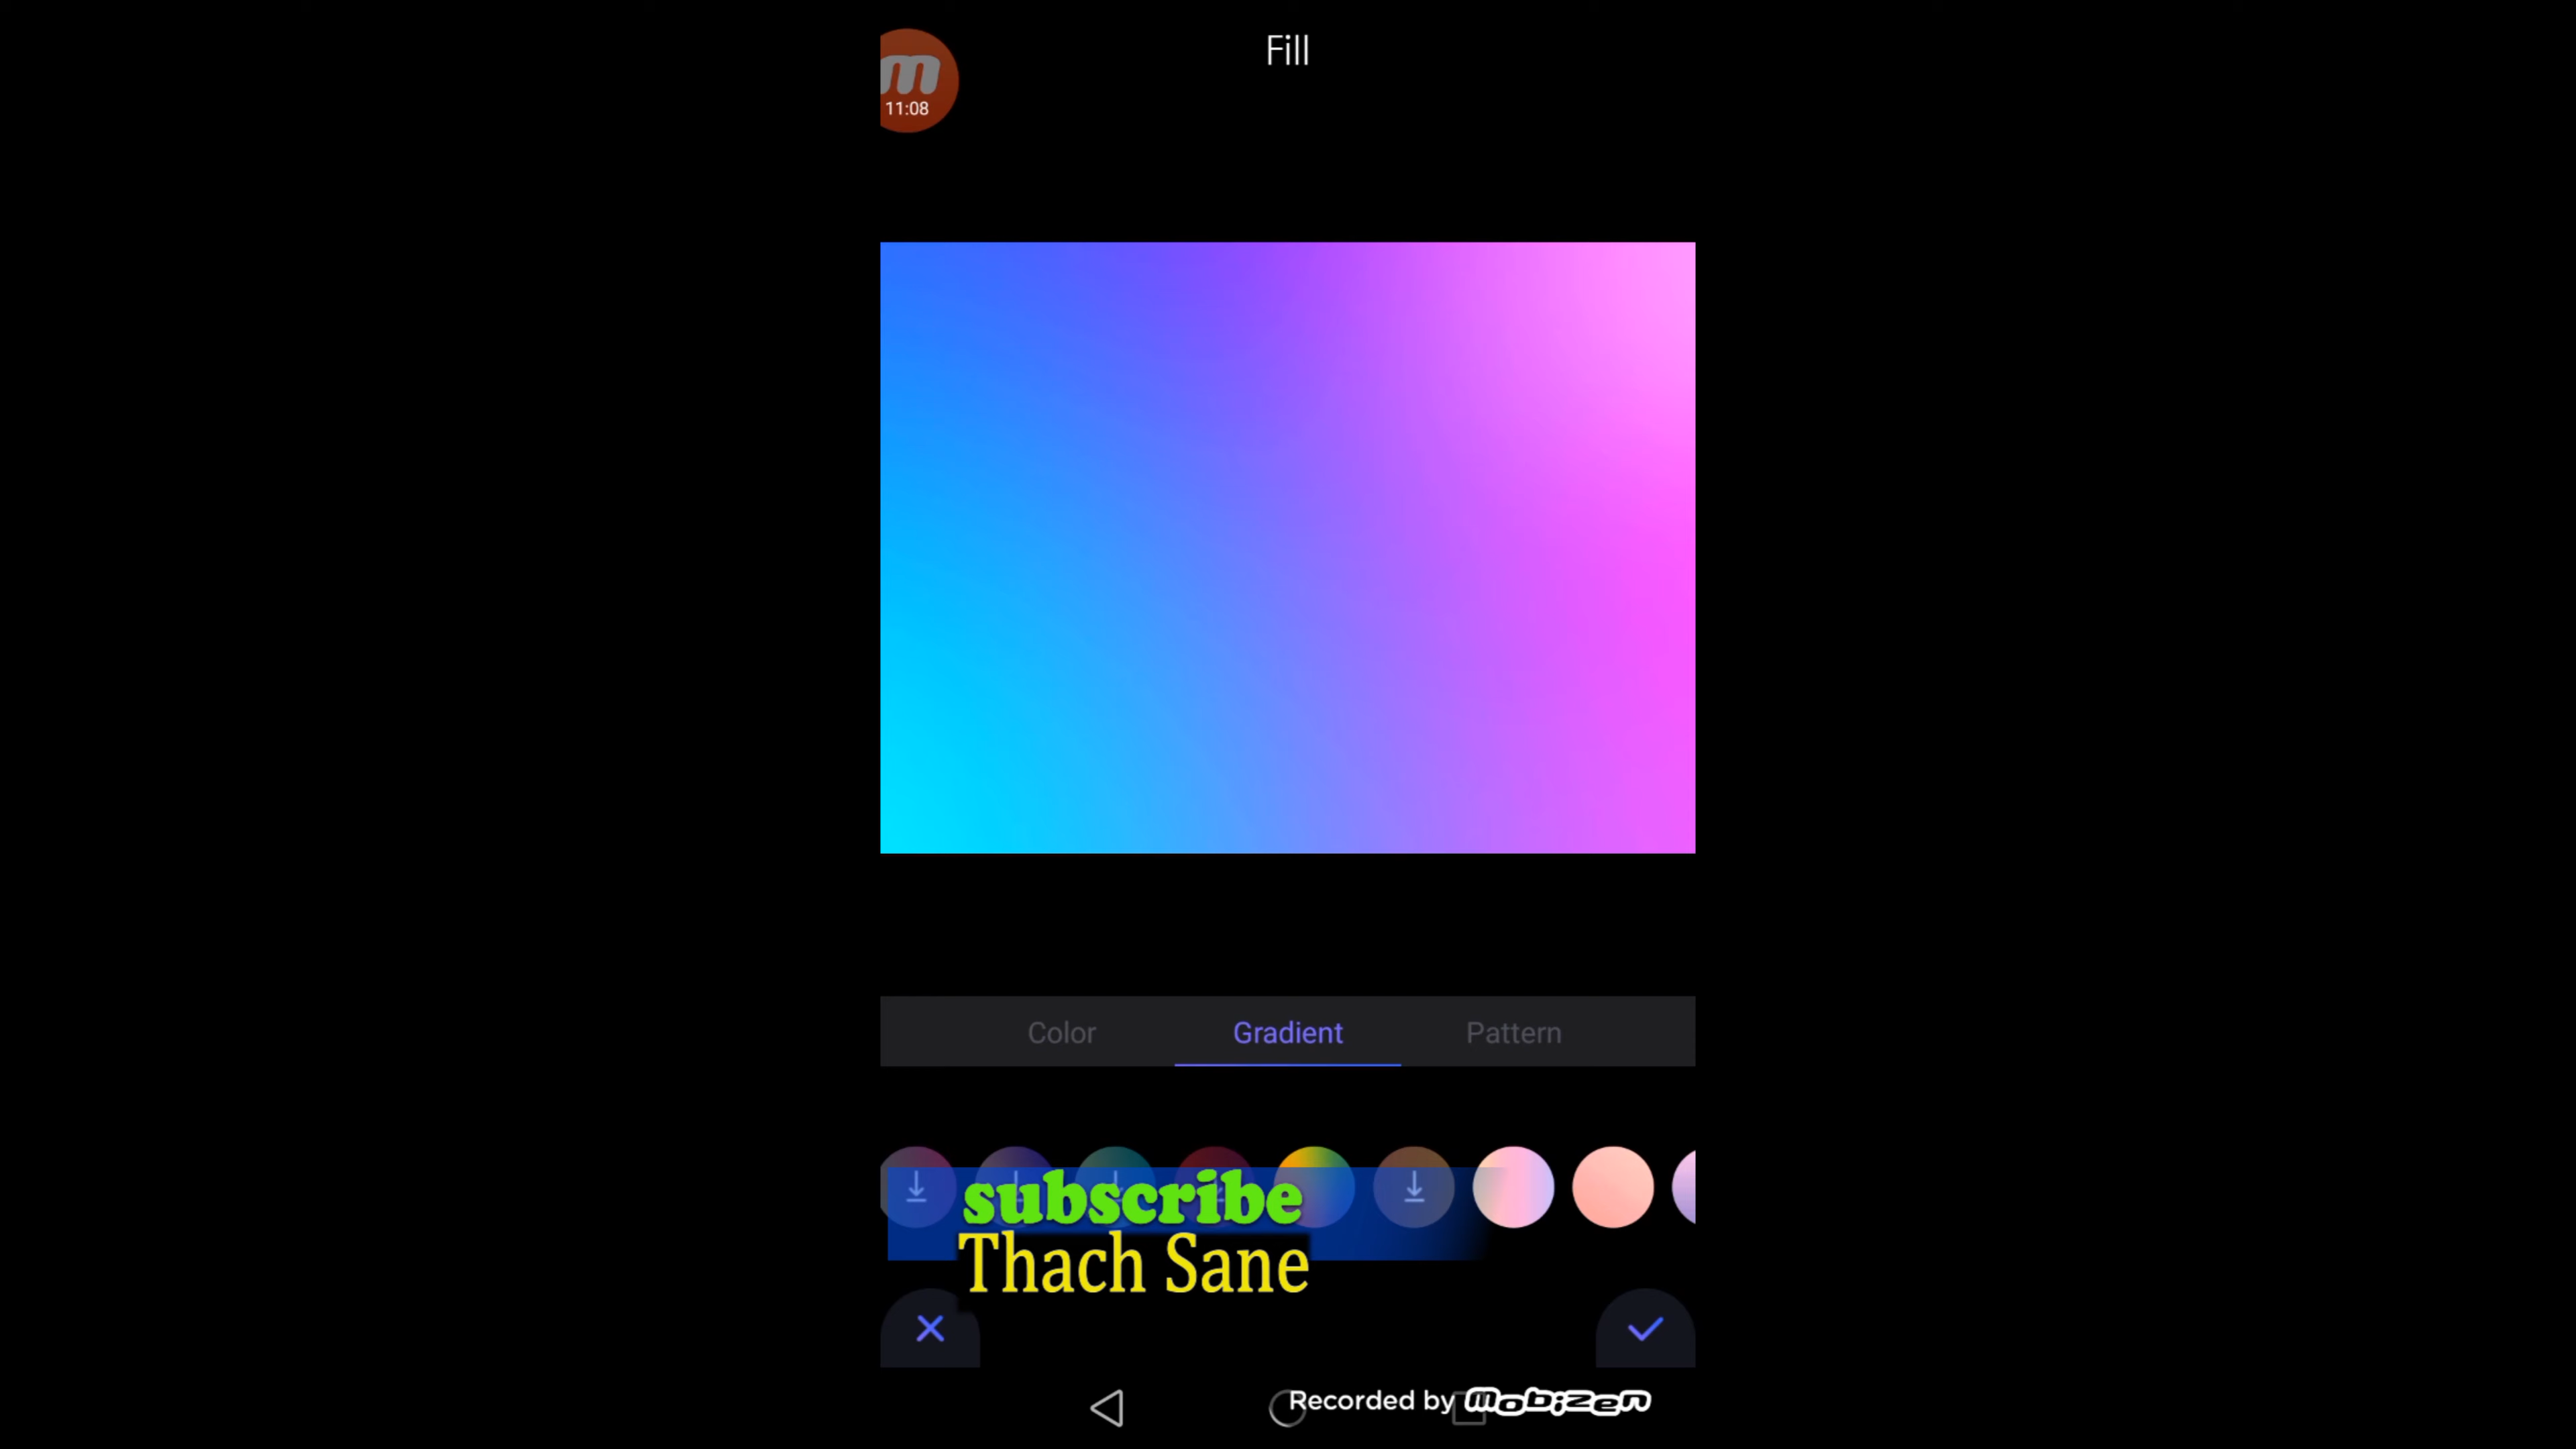 Fill
m
11:08
Color Gradient Pattern
subscribe
Thach Sane
Recorded by mobizen